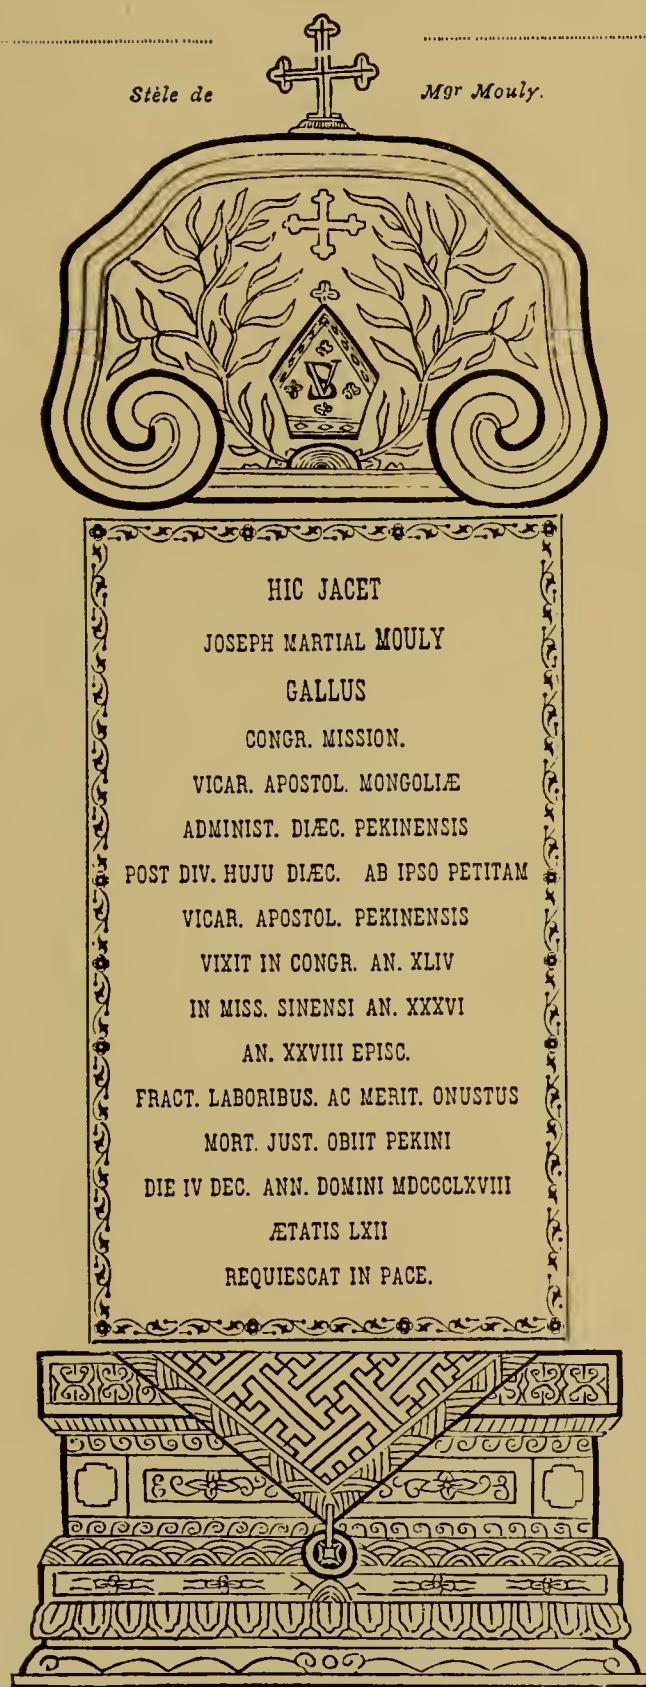 Stèle de Mgr Mouly.
HIC JACET
JOSEPH MARTIAL MOULY
GALLUS
CONGR. MISSION.
VICAR. APOSTOL. MONGOLIÆ
ADMINIST. DIÆC. PEKINENSIS
POST DIV. HUJU DIÆC. AB IPSO PETITAM
VICAR. APOSTOL. PEKINENSIS
VIXIT IN CONGR. AN. XLIV
IN MISS. SINENSI AN. XXXVI
AN. XXVIII EPISC.
FRACT. LABORIBUS. AC MERIT. ONUSTUS
MORT. JUST. OBIIT PEKINI
DIE IV DEC. ANN. DOMINI MDCCCLXVIII
ÆTATIS LXII
REQUIESCAT IN PACE.